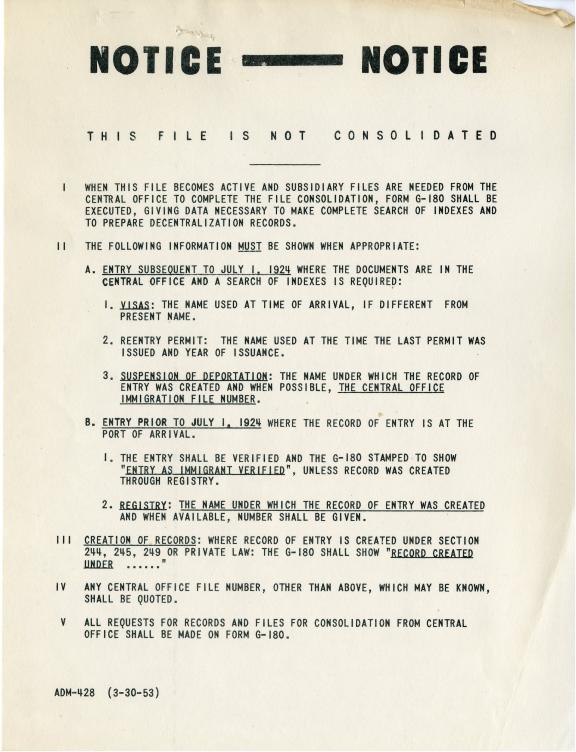 NOTICE — NOTICE
THIS FILE IS NOT CONSOLIDATED
I WHEN THIS FILE BECOMES ACTIVE AND SUBSIDIARY FILES ARE NEEDED FROM THE
CENTRAL OFFICE TO COMPLETE THE FILE CONSOLIDATION, FORM G-180 SHALL BE
EXECUTED, GIVING DATA NECESSARY TO MAKE COMPLETE SEARCH OF INDEXES AND
TO PREPARE DECENTRALIZATION RECORDS.
II THE FOLLOWING INFORMATION MUST BE SHOWN WHEN APPROPRIATE:
A. ENTRY SUBSEQUENT TO JULY 1, 1924 WHERE THE DOCUMENTS ARE IN THE
CENTRAL OFFICE AND A SEARCH OF INDEXES IS REQUIRED:
1. VISAS: THE NAME USED AT TIME OF ARRIVAL, IF DIFFERENT FROM
PRESENT NAME.
2. REENTRY PERMIT: THE NAME USED AT THE TIME THE LAST PERMIT WAS
ISSUED AND YEAR OF ISSUANCE.
3. SUSPENSION OF DEPORTATION: THE NAME UNDER WHICH THE RECORD OF
ENTRY WAS CREATED AND WHEN POSSIBLE, THE CENTRAL OFFICE
IMMIGRATION FILE NUMBER.
B. ENTRY PRIOR TO JULY 1, 1924 WHERE THE RECORD OF ENTRY IS AT THE
PORT OF ARRIVAL.
1. THE ENTRY SHALL BE VERIFIED AND THE G-180 STAMPED TO SHOW
"ENTRY AS IMMIGRANT VERIFIED", UNLESS RECORD WAS CREATED
THROUGH REGISTRY.
2. REGISTRY: THE NAME UNDER WHICH THE RECORD OF ENTRY WAS CREATED
AND WHEN AVAILABLE, NUMBER SHALL BE GIVEN.
III CREATION OF RECORDS: WHERE RECORD OF ENTRY IS CREATED UNDER SECTION
244, 245, 249 OR PRIVATE LAW: THE G-180 SHALL SHOW "RECORD CREATED
UNDER ......"
IV ANY CENTRAL OFFICE FILE NUMBER, OTHER THAN ABOVE, WHICH MAY BE KNOWN,
SHALL BE QUOTED.
V ALL REQUESTS FOR RECORDS AND FILES FOR CONSOLIDATION FROM CENTRAL
OFFICE SHALL BE MADE ON FORM G-180.
ADM-428 (3-30-53)